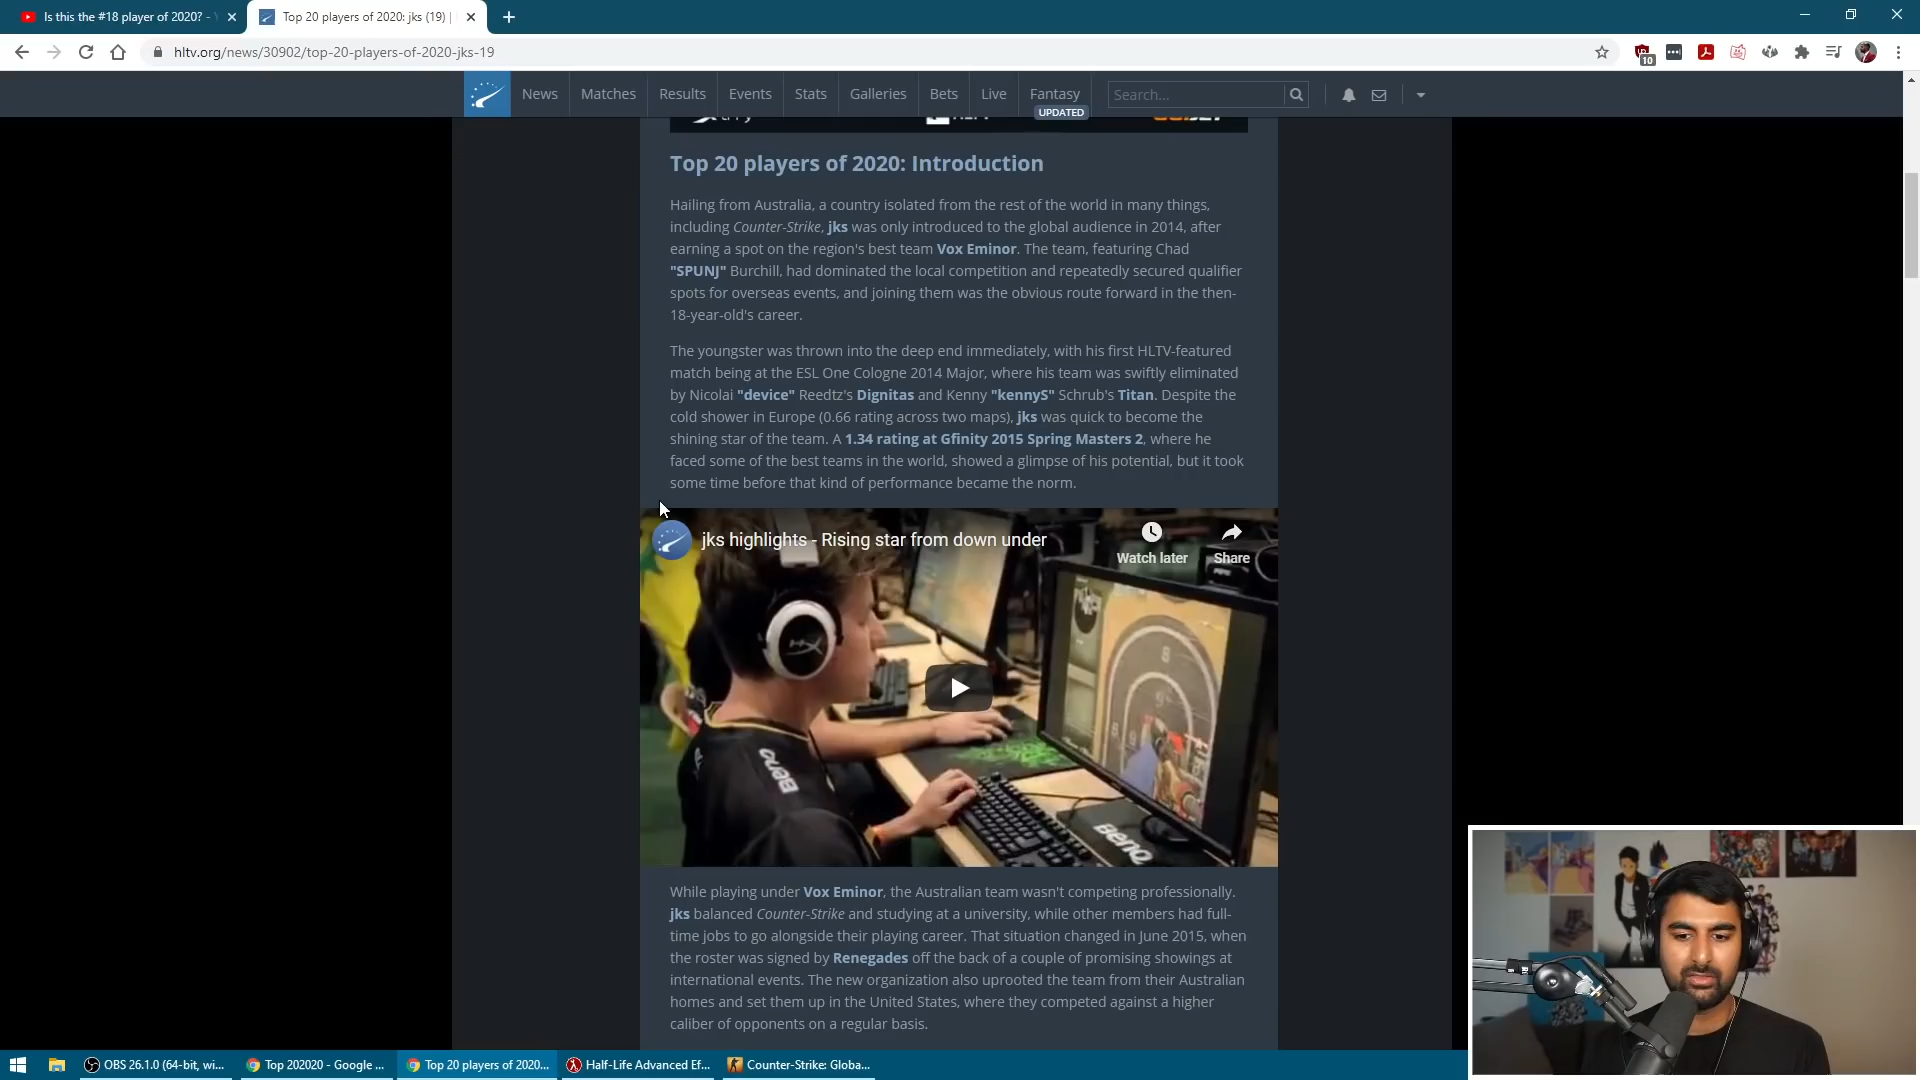 Is this the #18 player of 2020? -
Top 20 players of 2020: jks (19) |
hltv.org/news/30902/top-20-players-of-2020-jks-19
10
News
Matches
Results
Events
Stats
Galleries
Bets
Live
Fantasy
UPDATED
Search...
Top 20 players of 2020: Introduction
Hailing from Australia, a country isolated from the rest of the world in many things,
including Counter-Strike, jks was only introduced to the global audience in 2014, after
earning a spot on the region's best team Vox Eminor. The team, featuring Chad
"SPUNJ" Burchill, had dominated the local competition and repeatedly secured qualifier
spots for overseas events, and joining them was the obvious route forward in the then-
18-year-old's career.
The youngster was thrown into the deep end immediately, with his first HLTV-featured
match being at the ESL One Cologne 2014 Major, where his team was swiftly eliminated
by Nicolai "device" Reedtz's Dignitas and Kenny "kennyS" Schrub's Titan. Despite the
cold shower in Europe (0.66 rating across two maps), jks was quick to become the
shining star of the team. A 1.34 rating at Gfinity 2015 Spring Masters 2, where he
faced some of the best teams in the world, showed a glimpse of his potential, but it took
some time before that kind of performance became the norm.
jks highlights - Rising star from down under
Watch later
Share
BenQ
BenQ
While playing under Vox Eminor, the Australian team wasn't competing professionally.
jks balanced Counter-Strike and studying at a university, while other members had full-
time jobs to go alongside their playing career. That situation changed in June 2015, when
the roster was signed by Renegades off the back of a couple of promising showings at
international events. The new organization also uprooted the team from their Australian
homes and set them up in the United States, where they competed against a higher
caliber of opponents on a regular basis.
OBS 26.1.0 (64-bit, wi...
Top 202020 - Google ...
Top 20 players of 2020...
Half-Life Advanced Ef...
Counter-Strike: Globa...